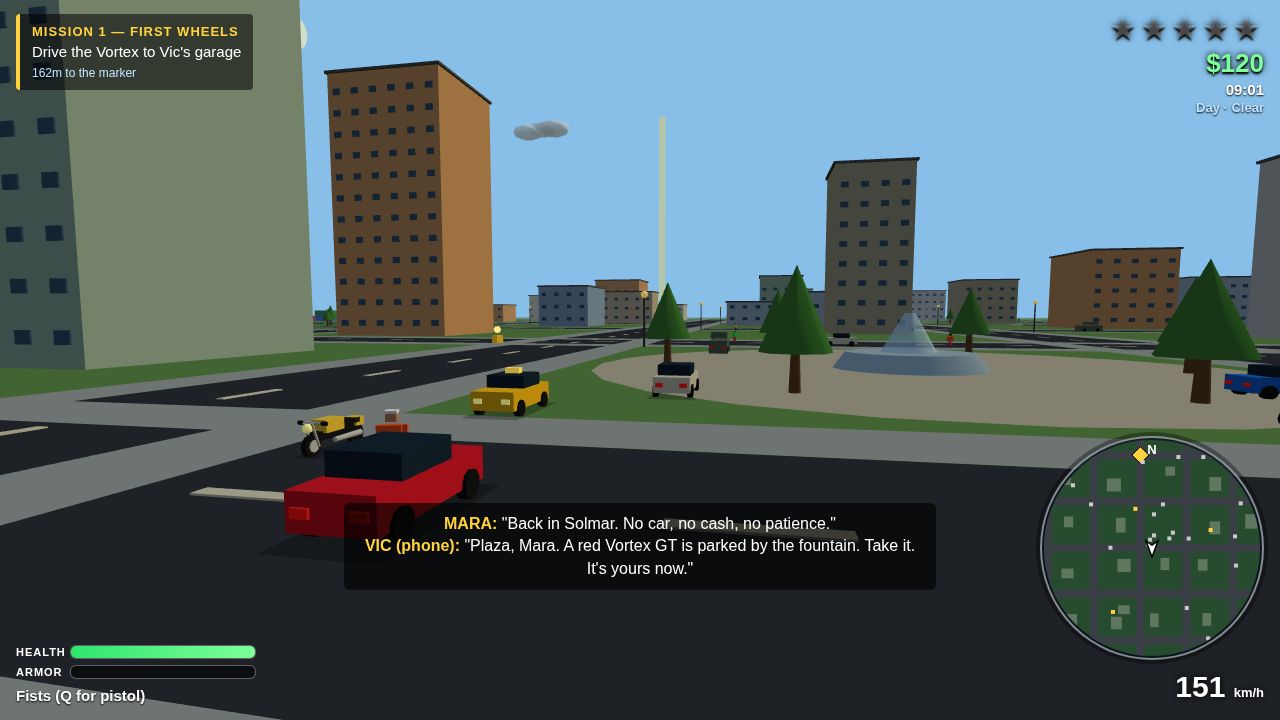 MISSION 1 — FIRST WHEELS
Drive the Vortex to Vic's garage
162m to the marker
$120
09:01
Day · Clear
N
MARA: "Back in Solmar. No car, no cash, no patience."
VIC (phone): "Plaza, Mara. A red Vortex GT is parked by the fountain. Take it.
It's yours now."
HEALTH
ARMOR
Fists (Q for pistol)
151 km/h